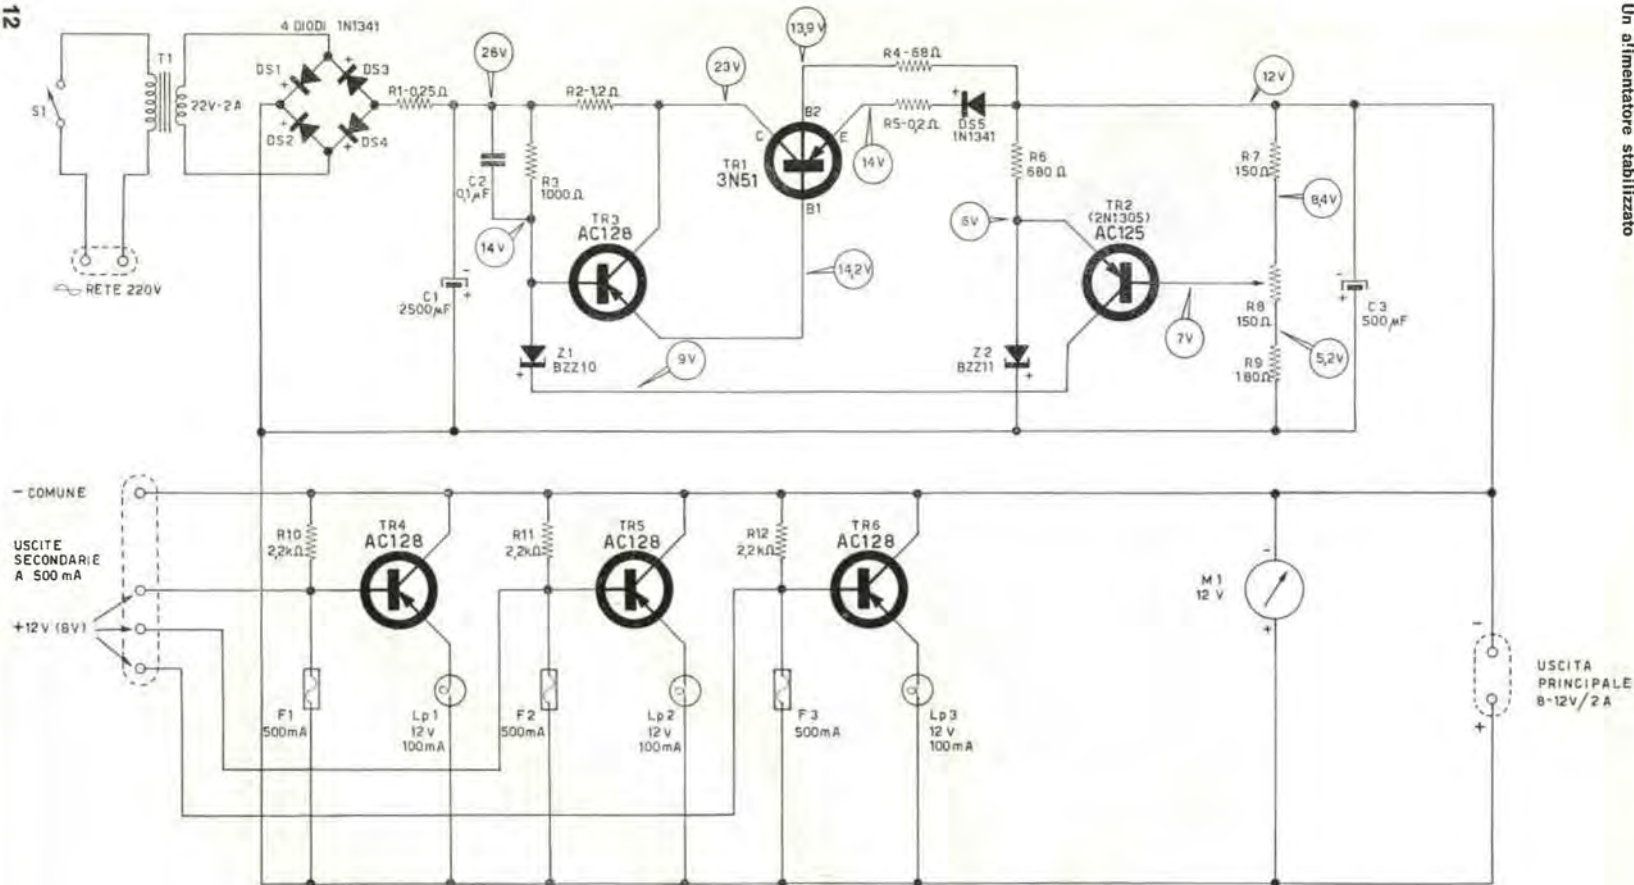 12
Un alimentatore stabilizzato
4 DIODI 1N1341
T1
DS1
DS3
DS2
DS4
S1
22V-2A
RETE 220V
R1-0,25Ω
26V
R2-1,2Ω
23V
13,9V
R4-68Ω
12V
C2
0,1μF
R3
1000Ω
14V
TR3
AC128
C1
2500μF
-
+
Z1
BZZ10
+
9V
C
B2
E
TR1
3N51
B1
14V
14,2V
R5-0,2Ω
DS5
1N1341
R6
680Ω
6V
TR2
(2N1305)
AC125
Z2
BZZ11
+
7V
R7
150Ω
8,4V
R8
150Ω
5,2V
R9
180Ω
C3
500μF
-
+
- COMUNE
USCITE
SECONDARIE
A 500 mA
+12V (8V)
R10
2,2kΩ
TR4
AC128
R11
2,2kΩ
TR5
AC128
R12
2,2kΩ
TR6
AC128
F1
500mA
Lp1
12V
100mA
F2
500mA
Lp2
12V
100mA
F3
500mA
Lp3
12V
100mA
M1
12 V
-
+
-
USCITA
PRINCIPALE
8-12V/2A
+